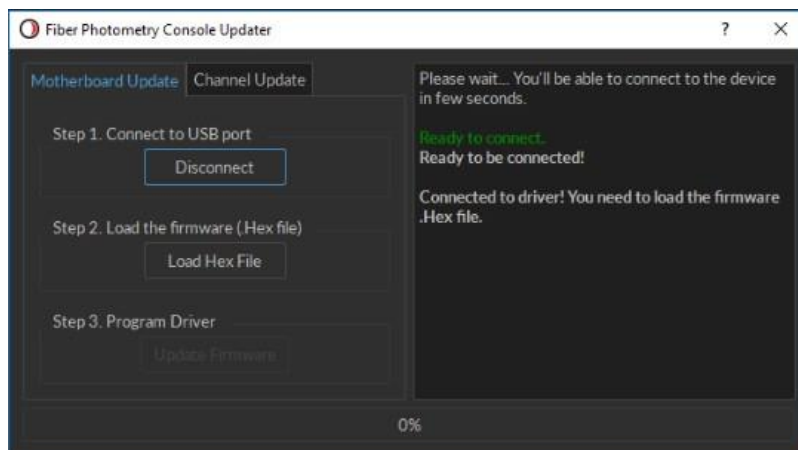 Fiber Photometry Console Updater
?
Motherboard Update
Channel Update
Step 1. Connect to USB port
Disconnect
Step 2. Load the firmware (.Hex file)
Load Hex File
Step 3. Program Driver
Update Firmware
Please wait... You'll be able to connect to the device
in few seconds.
Ready to connect.
Ready to be connected!
Connected to driver! You need to load the firmware
.Hex file.
0%